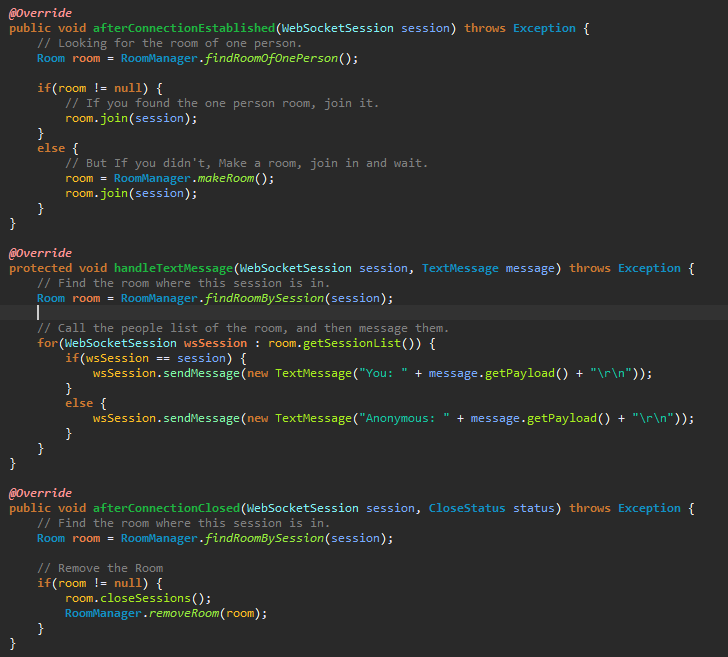 @Override
public void afterConnectionEstablished(WebSocketSession session) throws Exception {
// Looking for the room of one person.
Room room = RoomManager.findRoomOfOnePerson();
if(room != null) {
// If you found the one person room, join it.
room.join(session);
}
else {
// But If you didn't, Make a room, join in and wait.
room = RoomManager.makeRoom();
room.join(session);
}
}
@Override
protected void handleTextMessage(WebSocketSession session, TextMessage message) throws Exception {
// Find the room where this session is in.
Room room = RoomManager.findRoomBySession(session);
// Call the people list of the room, and then message them.
for(WebSocketSession wsSession : room.getSessionList()) {
if(wsSession == session) {
wsSession.sendMessage(new TextMessage("You: " + message.getPayload() + "\r\n"));
}
else {
wsSession.sendMessage(new TextMessage("Anonymous: " + message.getPayload() + "\r\n"));
}
}
}
@Override
public void afterConnectionClosed(WebSocketSession session, CloseStatus status) throws Exception {
// Find the room where this session is in.
Room room = RoomManager.findRoomBySession(session);
// Remove the Room
if(room != null) {
room.closeSessions();
RoomManager.removeRoom(room);
}
}